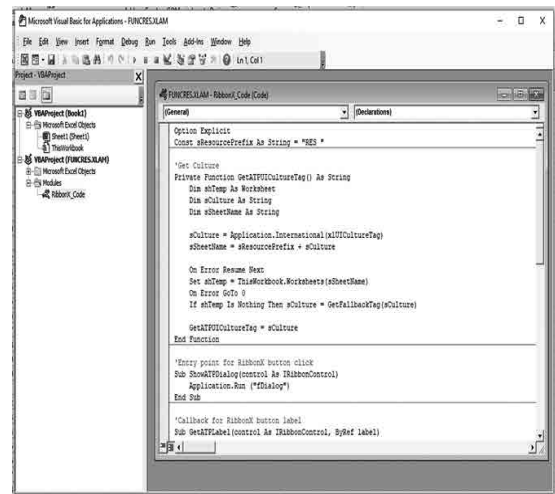 Microsoft Visual Basic for Applications - FUNCRES.XLAM
File Edit View Insert Format Debug Run Tools Add-Ins Window Help
Ln 1, Col 1
Project - VBAProject
VBAProject (Book1)
Microsoft Excel Objects
Sheet1 (Sheet1)
ThisWorkbook
VBAProject (FUNCRES.XLAM)
Microsoft Excel Objects
Modules
RibbonX_Code
FUNCRES.XLAM - RibbonX_Code (Code)
(General) (Declarations)
Option Explicit
Const sResourcePrefix As String = "RES_"
'Get Culture
Private Function GetATPUICultureTag() As String
Dim shTemp As Worksheet
Dim sCulture As String
Dim sSheetName As String
sCulture = Application.International(xlUICultureTag)
sSheetName = sResourcePrefix + sCulture
On Error Resume Next
Set shTemp = ThisWorkbook.Worksheets(sSheetName)
On Error GoTo 0
If shTemp Is Nothing Then sCulture = GetFallbackTag(sCulture)
GetATPUICultureTag = sCulture
End Function
'Entry point for RibbonX button click
Sub ShowATPDialog(control As IRibbonControl)
Application.Run ("fDialog")
End Sub
'Callback for RibbonX button label
Sub GetATPLabel(control As IRibbonControl, ByRef label)